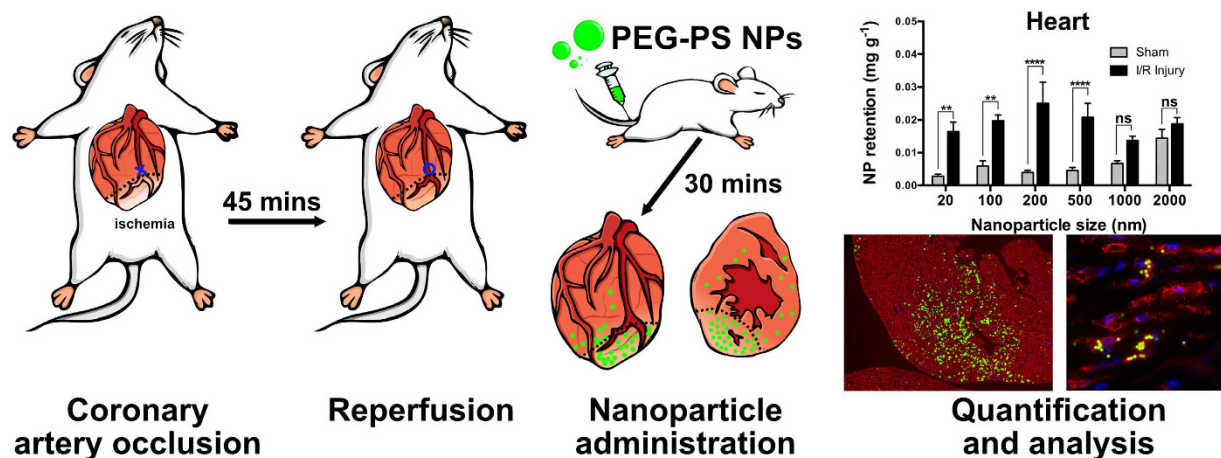 ischemia
45 mins
PEG-PS NPs
30 mins
Heart
Sham
I/R Injury
NP retention (mg g⁻¹)
0.05
0.04
0.03
0.02
0.01
0.00
**
**
****
****
ns
ns
20 100 200 500 1000 2000
Nanoparticle size (nm)
Coronary
artery occlusion
Reperfusion
Nanoparticle
administration
Quantification
and analysis